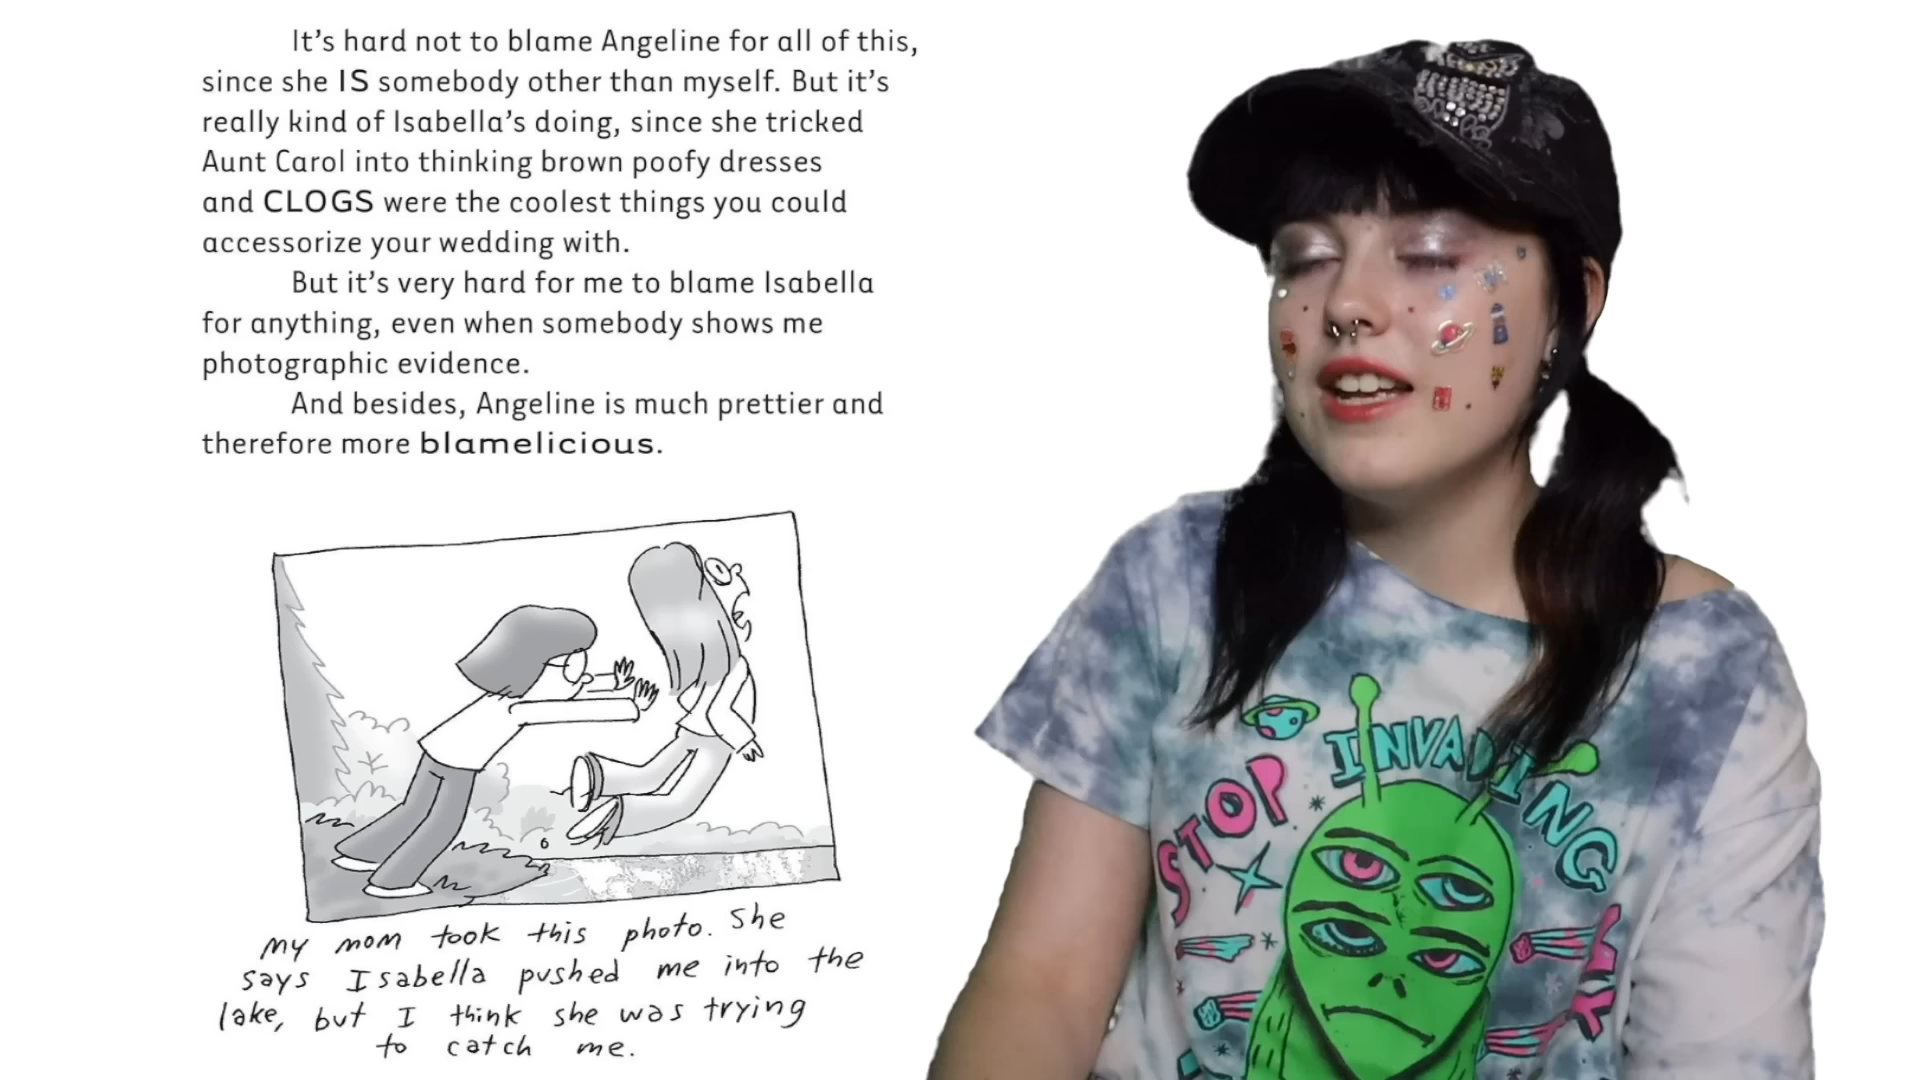 It's hard not to blame Angeline for all of this,
since she IS somebody other than myself. But it's
really kind of Isabella's doing, since she tricked
Aunt Carol into thinking brown poofy dresses
and CLOGS were the coolest things you could
accessorize your wedding with.
But it's very hard for me to blame Isabella
for anything, even when somebody shows me
photographic evidence.
And besides, Angeline is much prettier and
therefore more blamelicious.
my mom took this photo. She
says Isabella pushed me into the
lake, but I think she was trying
to catch me.
STOP INVADING
MY